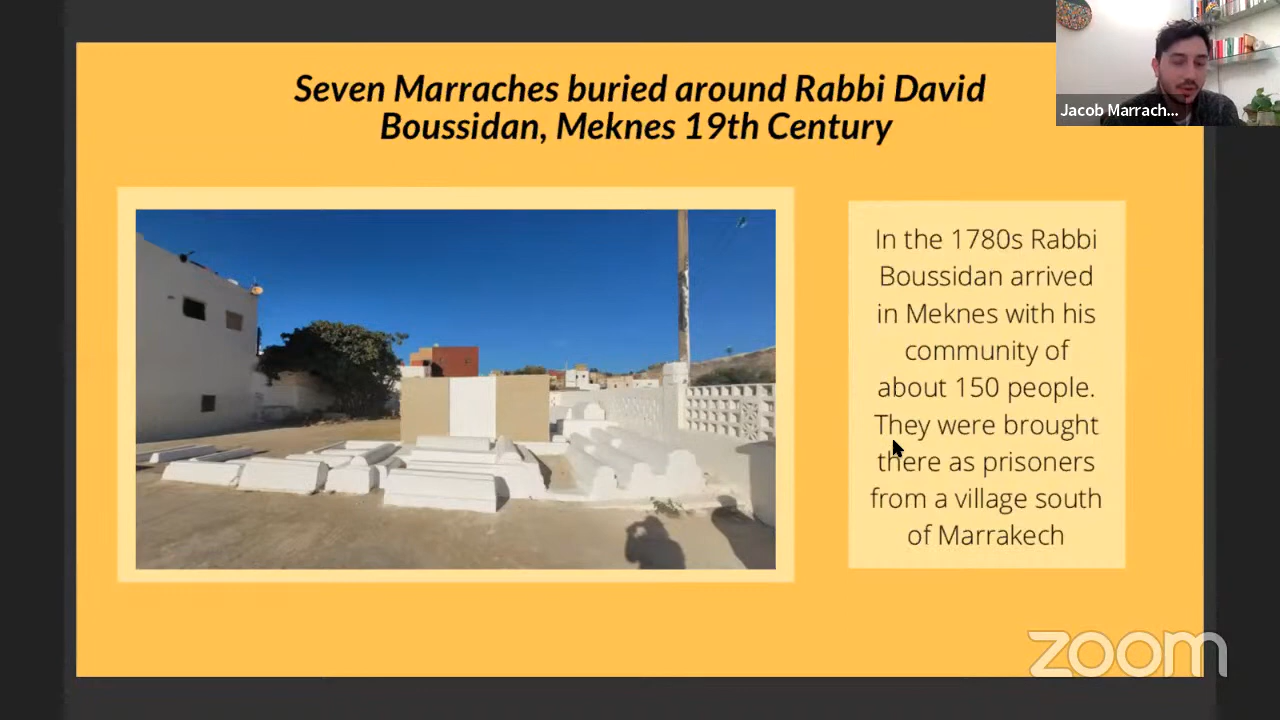 Seven Marraches buried around Rabbi David
Boussidan, Meknes 19th Century
Jacob Marrach...
In the 1780s Rabbi
Boussidan arrived
in Meknes with his
community of
about 150 people.
They were brought
there as prisoners
from a village south
of Marrakech
zoom